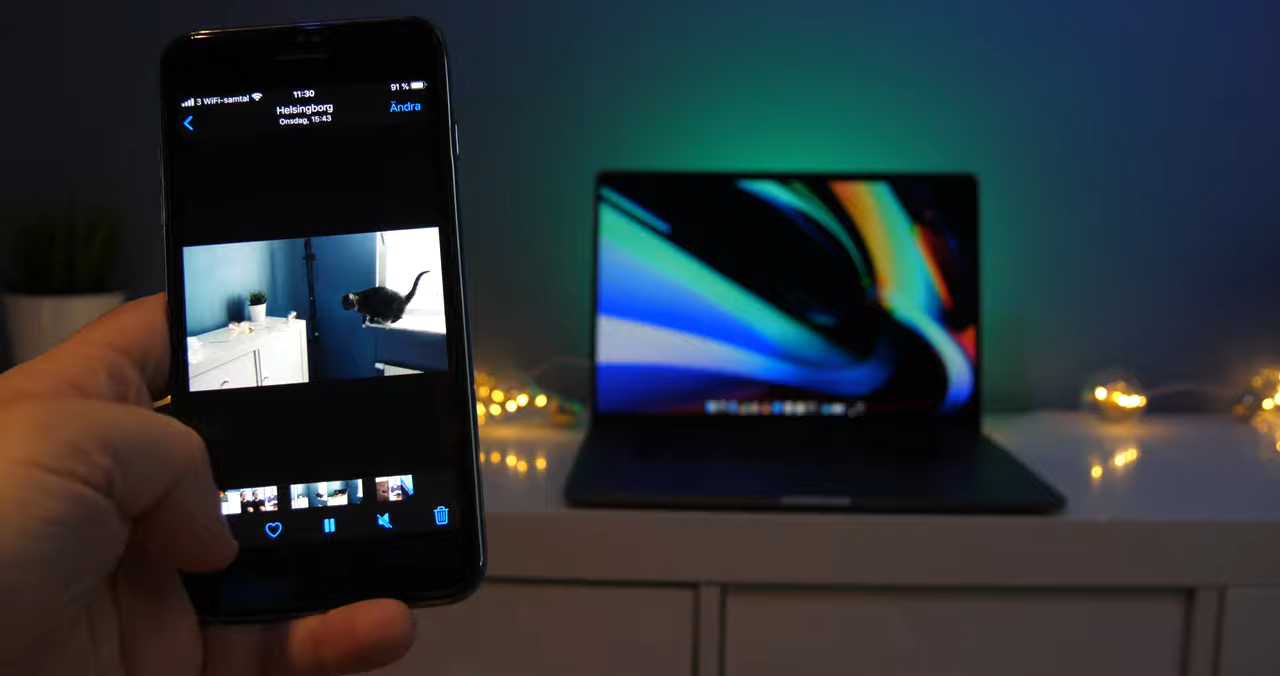 3 WiFi-samtal
11:30
91 %
Helsingborg
Onsdag, 15:43
Ändra